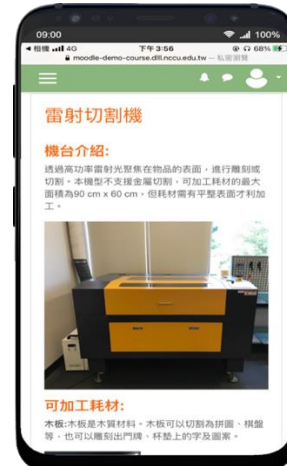 09:00 100%
相機 4G 下午 3:56 68%
moodle-demo-course.dlll.nccu.edu.tw — 私密瀏覽
雷射切割機
機台介紹:
透過高功率雷射光聚焦在物品的表面，進行雕刻或
切割。本機型不支援金屬切割，可加工耗材的最大
面積為90 cm x 60 cm，但耗材需有平整表面才利加
工。
可加工耗材:
木板:木板是木質材料。木板可以切割為拼圖、棋盤
等，也可以雕刻出門牌、杯墊上的字及圖案。